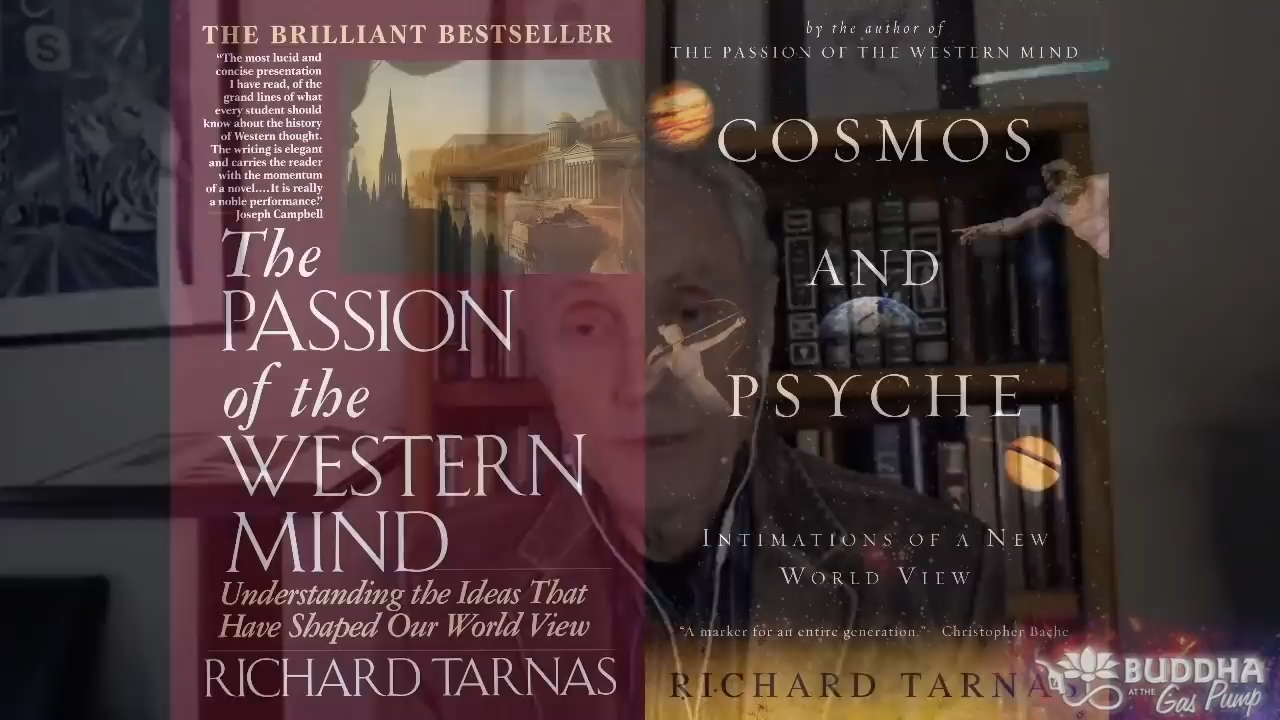 THE BRILLIANT BESTSELLER
"The most lucid and
concise presentation
I have read, of the
grand lines of what
every student should
know about the history
of Western thought.
The writing is elegant
and carries the reader
with the momentum
of a novel....It is really
a noble performance."
Joseph Campbell
The
PASSION
of the
WESTERN
MIND
Understanding the Ideas That
Have Shaped Our World View
RICHARD TARNAS
by the author of
THE PASSION OF THE WESTERN MIND
COSMOS
AND
PSYCHE
INTIMATIONS OF A NEW
WORLD VIEW
"A marker for an entire generation." Christopher Bache
RICHARD TARNAS
BUDDHA
AT THE Gas Pump